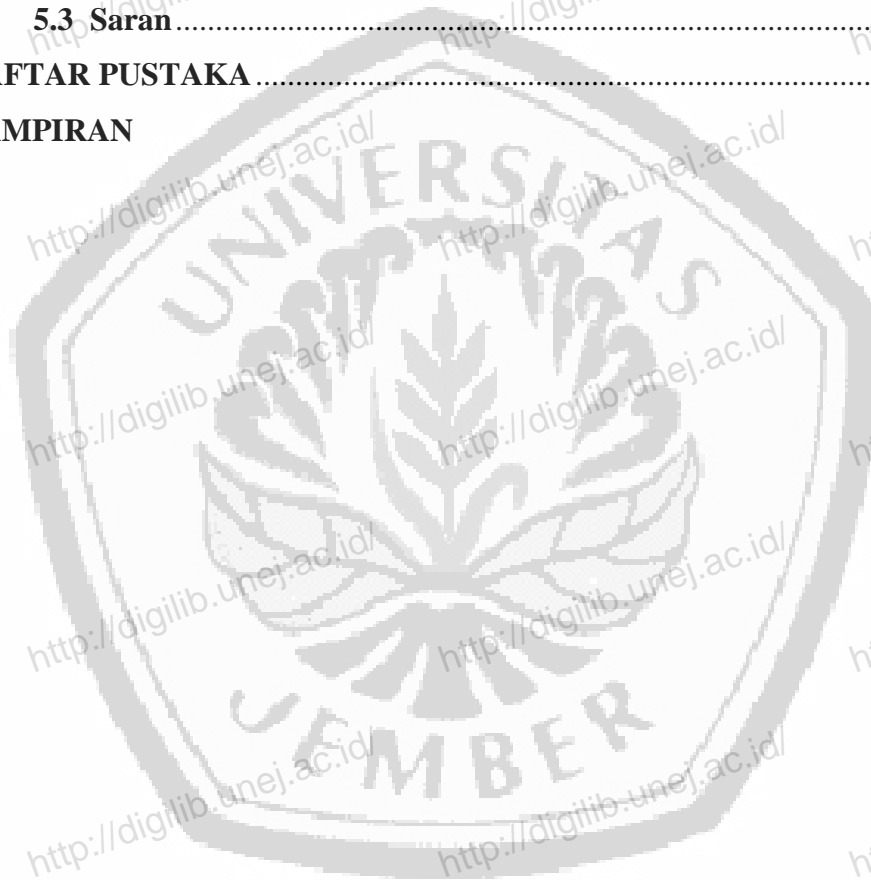 5.3 Saran ........................................................................................
AFTAR PUSTAKA ..............................................................................
AMPIRAN
UNIVERSITAS
JEMBER
http://digilib.unej.ac.id/
http://digilib.unej.ac.id/
http://digilib.unej.ac.id/
http://digilib.unej.ac.id/
http://digilib.unej.ac.id/
http://digilib.unej.ac.id/
http://digilib.unej.ac.id/
http://digilib.unej.ac.id/